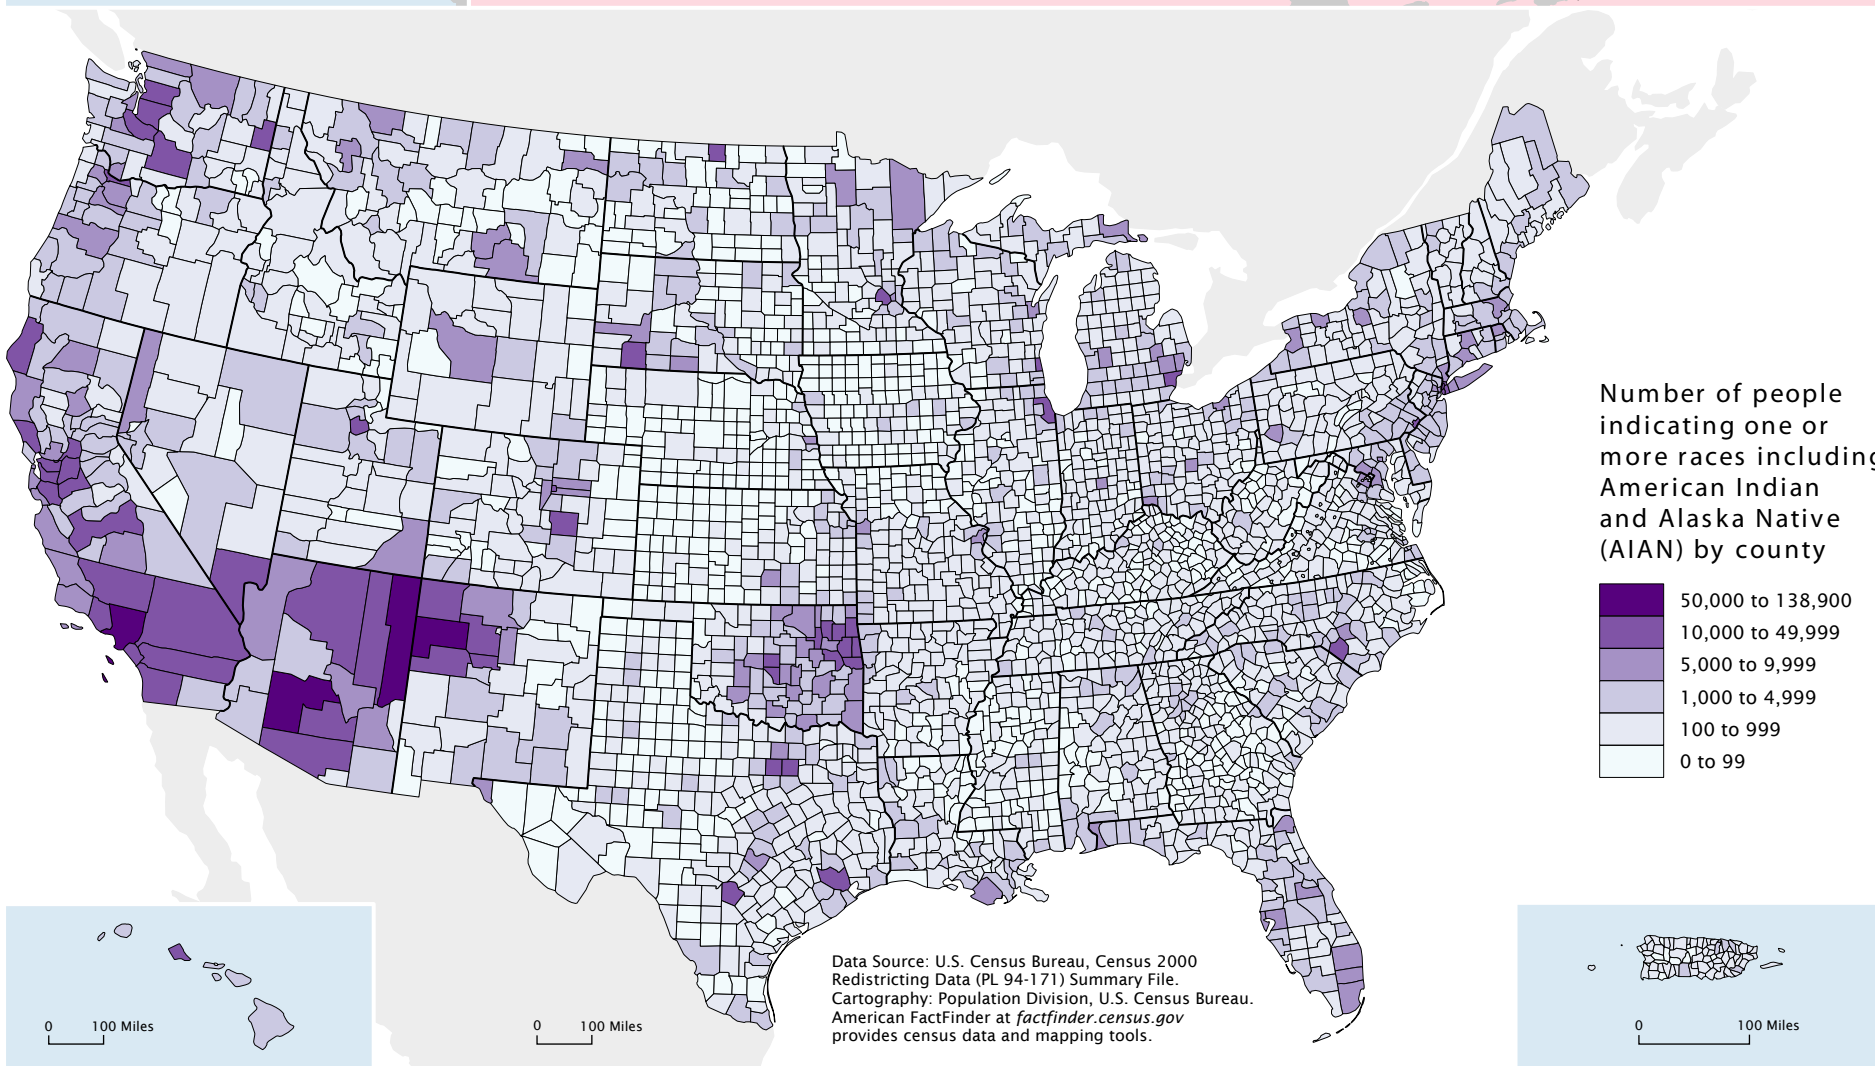 Number of people
indicating one or
more races including
American Indian
and Alaska Native
(AIAN) by county
50,000 to 138,900
10,000 to 49,999
5,000 to 9,999
1,000 to 4,999
100 to 999
0 to 99
Data Source: U.S. Census Bureau, Census 2000
Redistricting Data (PL 94-171) Summary File.
Cartography: Population Division, U.S. Census Bureau.
American FactFinder at factfinder.census.gov
provides census data and mapping tools.
0 100 Miles
0 100 Miles
0 100 Miles